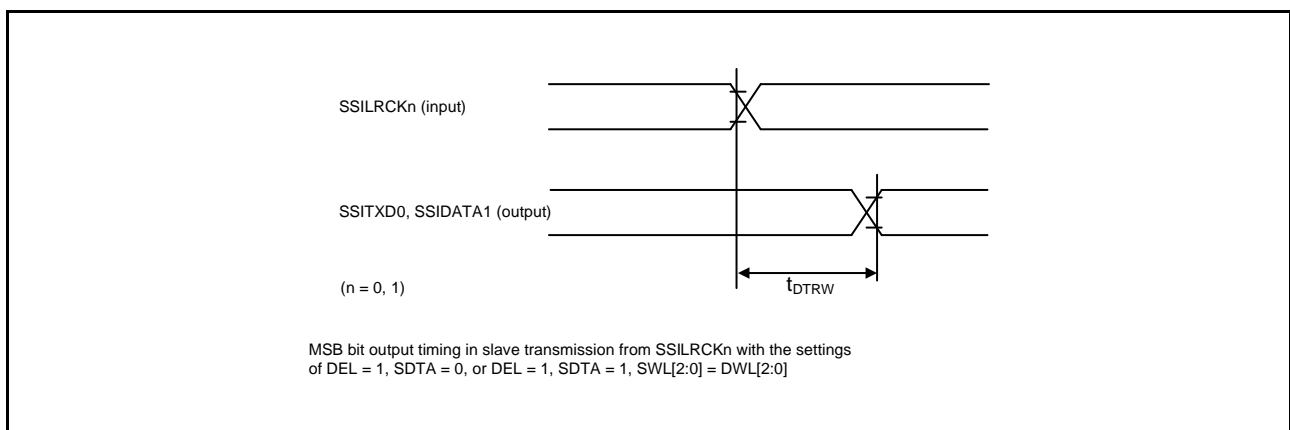 SSILRCKn (input)
SSITXD0, SSIDATA1 (output)
tDTRW
(n = 0, 1)
MSB bit output timing in slave transmission from SSILRCKn with the settings
of DEL = 1, SDTA = 0, or DEL = 1, SDTA = 1, SWL[2:0] = DWL[2:0]